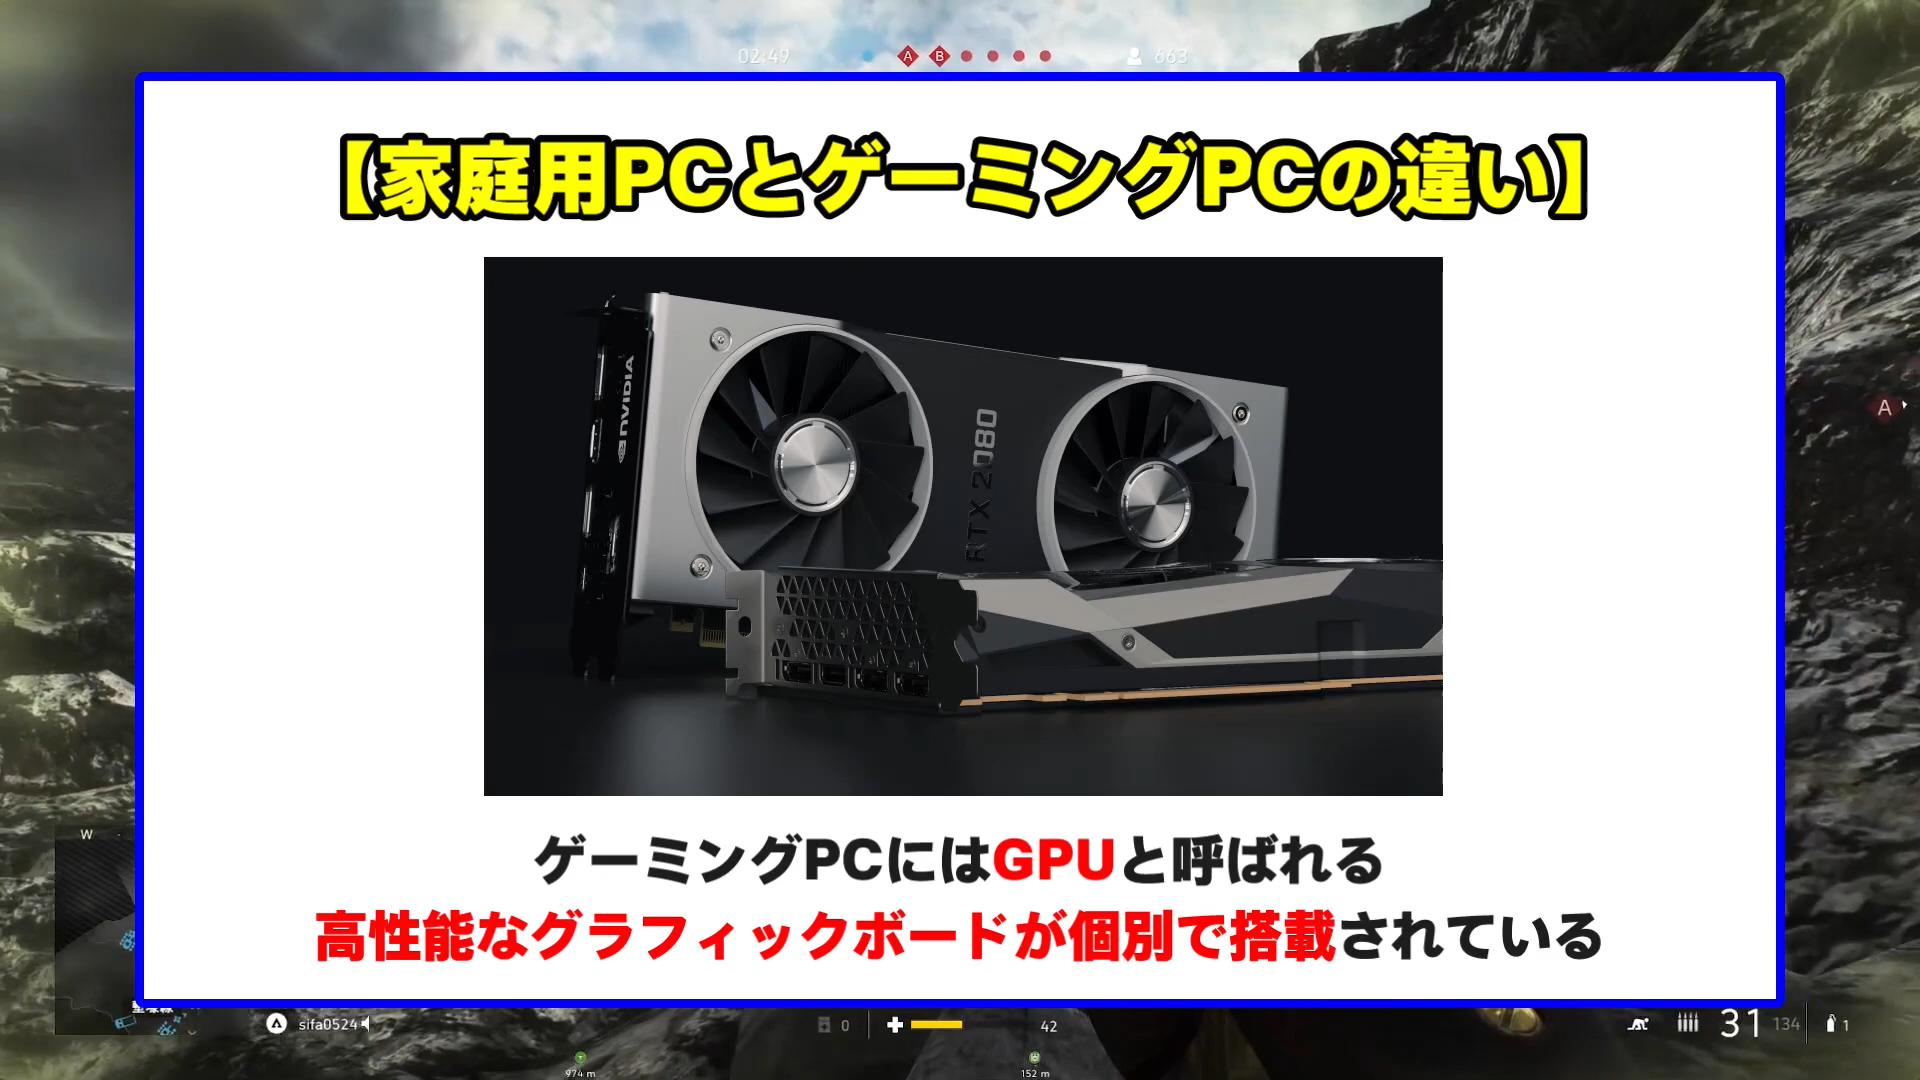 02:49
A B
663
【家庭用PCとゲーミングPCの違い】
NVIDIA
RTX 2080
A
W
ゲーミングPCにはGPUと呼ばれる
高性能なグラフィックボードが個別で搭載されている
sifa0524
0
42
31 134
1
974 m
152 m